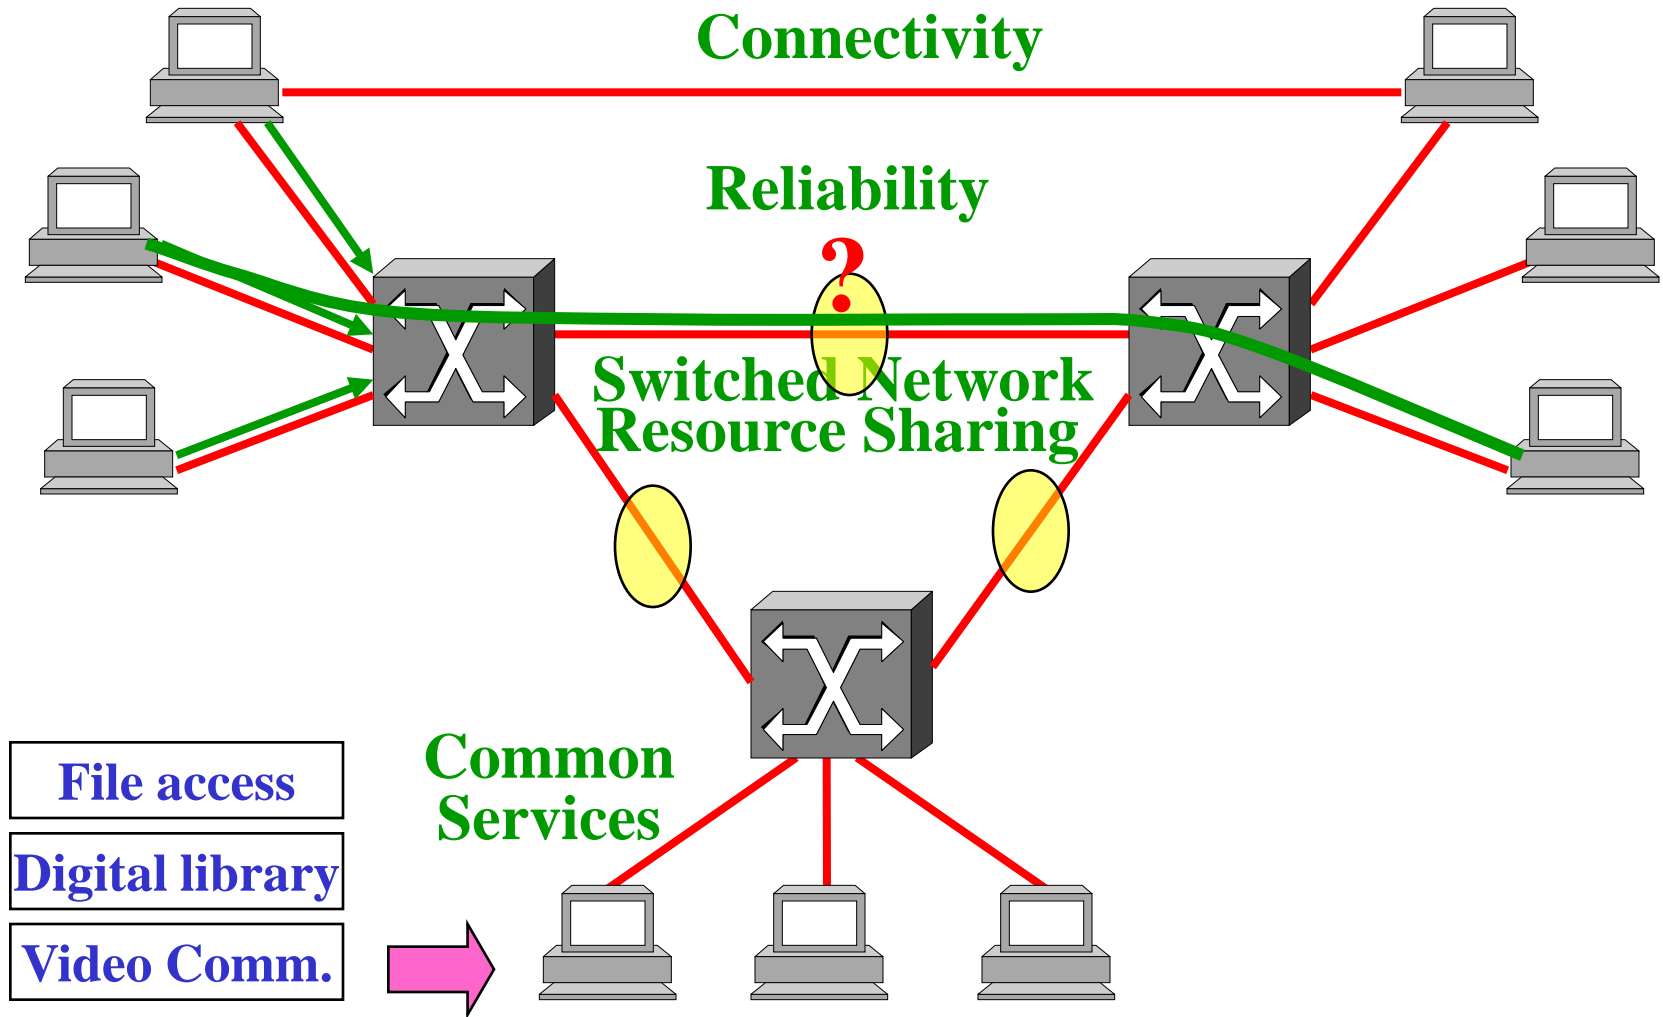 Connectivity
Reliability
?
Switched Network
Resource Sharing
Common
Services
File access
Digital library
Video Comm.